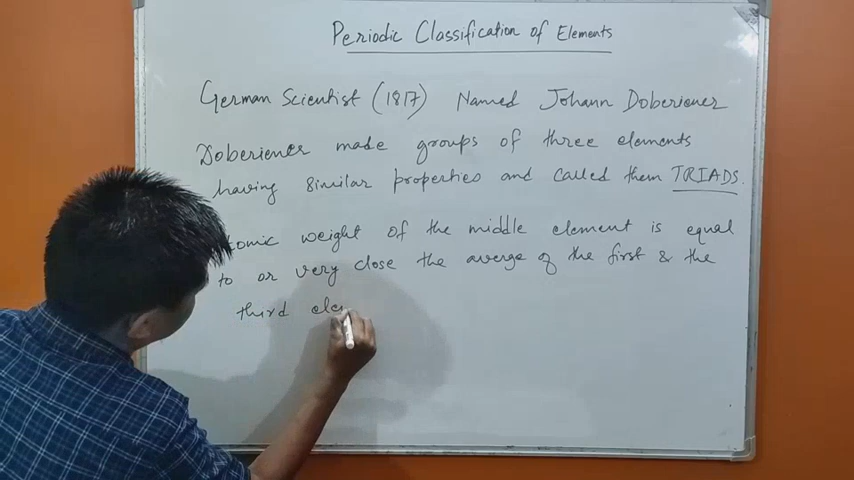 Periodic Classification of Elements
German Scientist (1817) Named Johann Doberiener
Doberiener made groups of three elements
having similar properties and called them TRIADS.
weight of the middle element is equal
to or very close the averge of the first & the
third ele